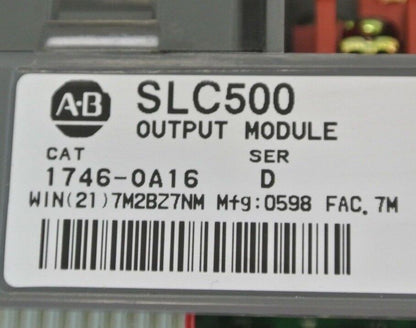 A-B SLC500
OUTPUT MODULE
CAT SER
1746-OA16 D
WIN(21)7M2BZ7NM Mfg:0598 FAC. 7M